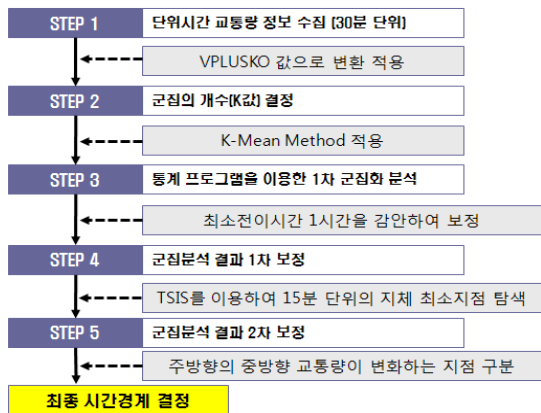 STEP 1 단위시간 교통량 정보 수집 (30분 단위)
VPLUSKO 값으로 변환 적용
STEP 2 군집의 개수(K값) 결정
K-Mean Method 적용
STEP 3 통계 프로그램을 이용한 1차 군집화 분석
최소전이시간 1시간을 감안하여 보정
STEP 4 군집분석 결과 1차 보정
TSIS를 이용하여 15분 단위의 지체 최소지점 탐색
STEP 5 군집분석 결과 2차 보정
주방향의 중방향 교통량이 변화하는 지점 구분
최종 시간경계 결정